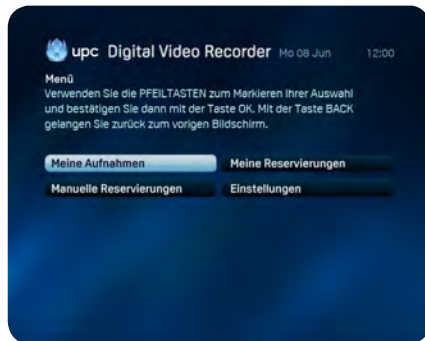 upc Digital Video Recorder Mo 08 Jun 12:00
Menü
Verwenden Sie die PFEILTASTEN zum Markieren Ihrer Auswahl
und bestätigen Sie dann mit der Taste OK. Mit der Taste BACK
gelangen Sie zurück zum vorigen Bildschirm.
Meine Aufnahmen Meine Reservierungen
Manuelle Reservierungen Einstellungen